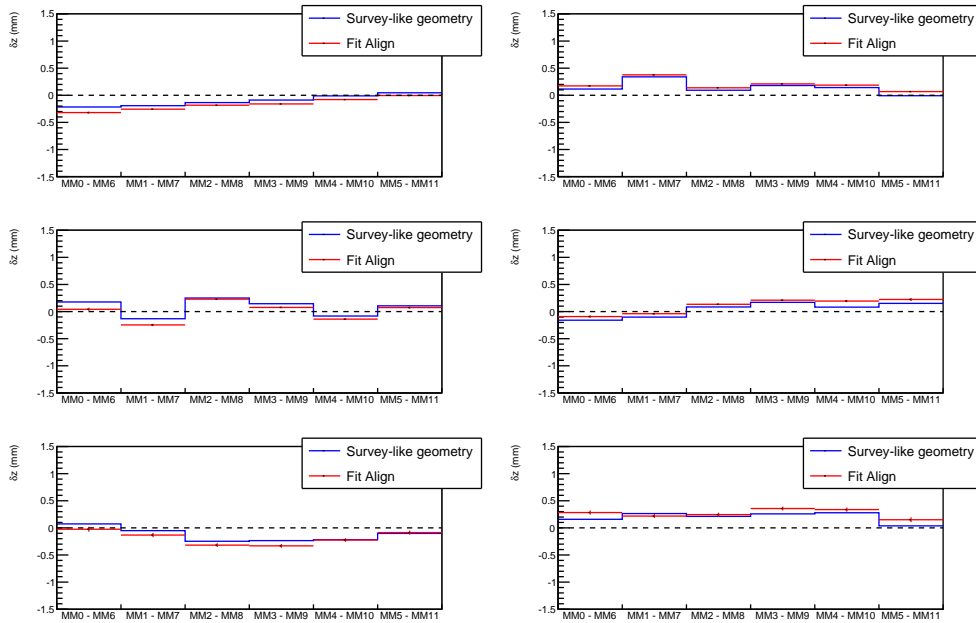 δz (mm)
1.5
1
0.5
0
-0.5
-1
-1.5
Survey-like geometry
Fit Align
MM0 - MM6 MM1 - MM7 MM2 - MM8 MM3 - MM9 MM4 - MM10 MM5 - MM11
δz (mm)
1.5
1
0.5
0
-0.5
-1
-1.5
Survey-like geometry
Fit Align
MM0 - MM6 MM1 - MM7 MM2 - MM8 MM3 - MM9 MM4 - MM10 MM5 - MM11
δz (mm)
1.5
1
0.5
0
-0.5
-1
-1.5
Survey-like geometry
Fit Align
MM0 - MM6 MM1 - MM7 MM2 - MM8 MM3 - MM9 MM4 - MM10 MM5 - MM11
δz (mm)
1.5
1
0.5
0
-0.5
-1
-1.5
Survey-like geometry
Fit Align
MM0 - MM6 MM1 - MM7 MM2 - MM8 MM3 - MM9 MM4 - MM10 MM5 - MM11
δz (mm)
1.5
1
0.5
0
-0.5
-1
-1.5
Survey-like geometry
Fit Align
MM0 - MM6 MM1 - MM7 MM2 - MM8 MM3 - MM9 MM4 - MM10 MM5 - MM11
δz (mm)
1.5
1
0.5
0
-0.5
-1
-1.5
Survey-like geometry
Fit Align
MM0 - MM6 MM1 - MM7 MM2 - MM8 MM3 - MM9 MM4 - MM10 MM5 - MM11